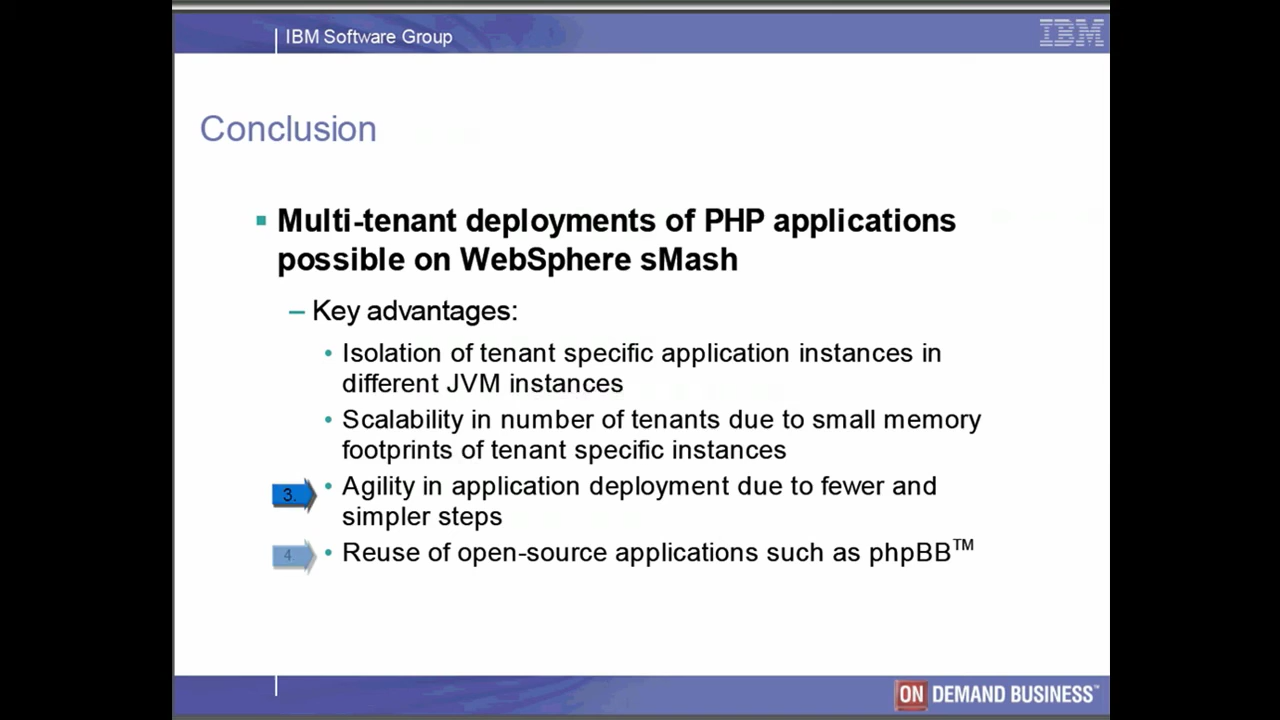 IBM Software Group
IBM
Conclusion
▪ Multi-tenant deployments of PHP applications
possible on WebSphere sMash
– Key advantages:
• Isolation of tenant specific application instances in
different JVM instances
• Scalability in number of tenants due to small memory
footprints of tenant specific instances
3. • Agility in application deployment due to fewer and
simpler steps
4. • Reuse of open-source applications such as phpBB™
ON DEMAND BUSINESS™